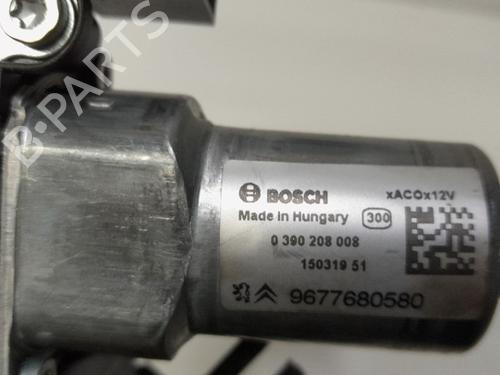 B-PARTS
BOSCH xACOx12V
Made in Hungary 300
0 390 208 008
150319 51
9677680580